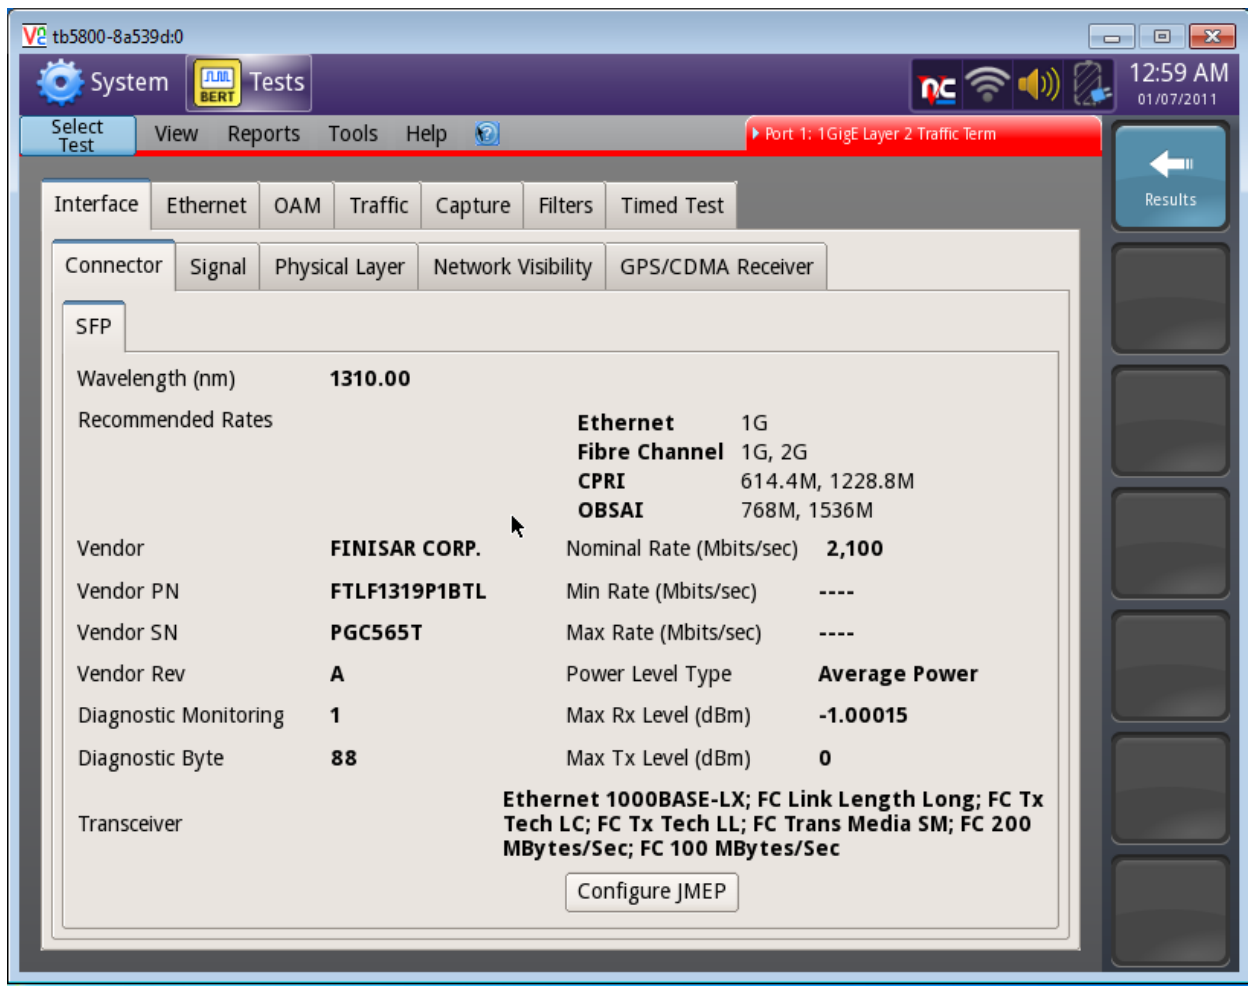 tb5800-8a539d:0
System
BERT
Tests
12:59 AM
01/07/2011
Select
Test
View
Reports
Tools
Help
Port 1: 1GigE Layer 2 Traffic Term
Results
Interface
Ethernet
OAM
Traffic
Capture
Filters
Timed Test
Connector
Signal
Physical Layer
Network Visibility
GPS/CDMA Receiver
SFP
Wavelength (nm) 1310.00
Recommended Rates
Ethernet 1G
Fibre Channel 1G, 2G
CPRI 614.4M, 1228.8M
OBSAI 768M, 1536M
Vendor FINISAR CORP. Nominal Rate (Mbits/sec) 2,100
Vendor PN FTLF1319P1BTL Min Rate (Mbits/sec) ----
Vendor SN PGC565T Max Rate (Mbits/sec) ----
Vendor Rev A Power Level Type Average Power
Diagnostic Monitoring 1 Max Rx Level (dBm) -1.00015
Diagnostic Byte 88 Max Tx Level (dBm) 0
Transceiver
Ethernet 1000BASE-LX; FC Link Length Long; FC Tx
Tech LC; FC Tx Tech LL; FC Trans Media SM; FC 200
MBytes/Sec; FC 100 MBytes/Sec
Configure JMEP